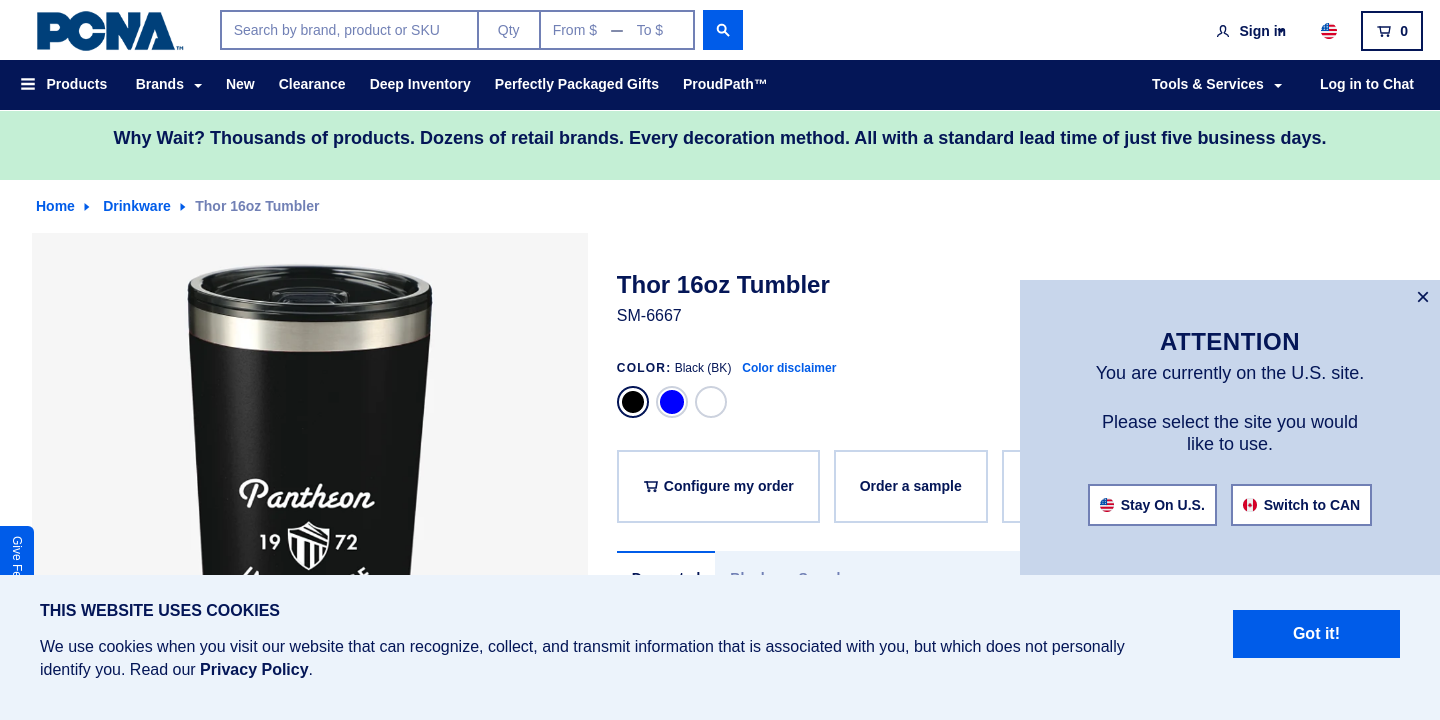 PCNA™
Search by brand, product or SKU
Qty
From $ — To $
Sign in
0
Products
Brands
New
Clearance
Deep Inventory
Perfectly Packaged Gifts
ProudPath™
Tools & Services
Log in to Chat
Why Wait? Thousands of products. Dozens of retail brands. Every decoration method. All with a standard lead time of just five business days.
Home
Drinkware
Thor 16oz Tumbler
Pantheon
19 72
Thor 16oz Tumbler
SM-6667
COLOR: Black (BK) Color disclaimer
Configure my order
Order a sample
×
ATTENTION
You are currently on the U.S. site.
Please select the site you would
like to use.
Stay On U.S.
Switch to CAN
Give
THIS WEBSITE USES COOKIES
We use cookies when you visit our website that can recognize, collect, and transmit information that is associated with you, but which does not personally
identify you. Read our Privacy Policy.
Got it!